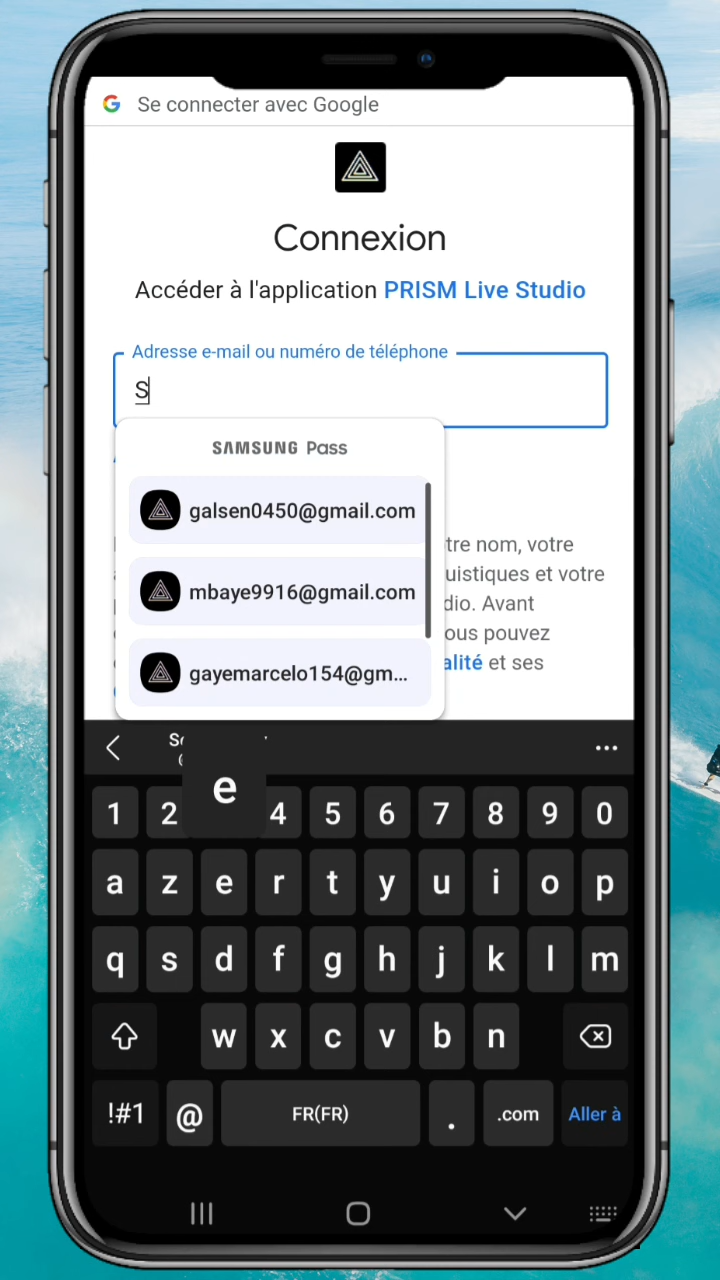 Se connecter avec Google
Connexion
Accéder à l'application PRISM Live Studio
Adresse e-mail ou numéro de téléphone
S
SAMSUNG Pass
galsen0450@gmail.com
mbaye9916@gmail.com
gayemarcelo154@gm...
tre nom, votre
uistiques et votre
dio. Avant
ous pouvez
alité et ses
e
1 2 4 5 6 7 8 9 0
a z e r t y u i o p
q s d f g h j k l m
w x c v b n
!#1 @ FR(FR) . .com Aller à